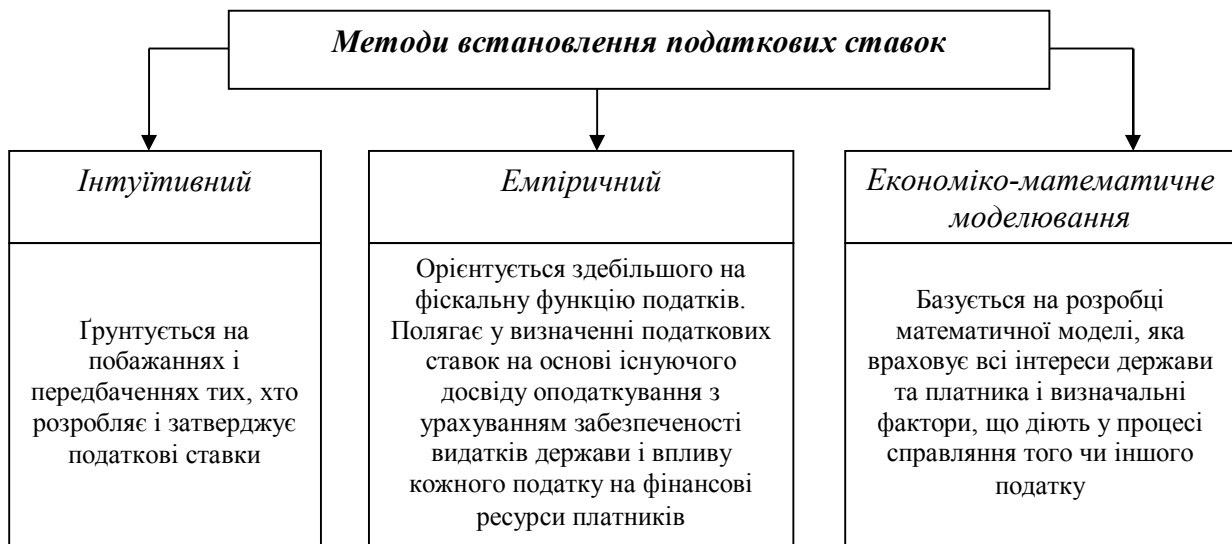 Методи встановлення податкових ставок
Інтуїтивний
Ґрунтується на
побажаннях і
передбаченнях тих, хто
розробляє і затверджує
податкові ставки
Емпіричний
Орієнтується здебільшого на
фіскальну функцію податків.
Полягає у визначенні податкових
ставок на основі існуючого
досвіду оподаткування з
урахуванням забезпеченості
видатків держави і впливу
кожного податку на фінансові
ресурси платників
Економіко-математичне
моделювання
Базується на розробці
математичної моделі, яка
враховує всі інтереси держави
та платника і визначальні
фактори, що діють у процесі
справляння того чи іншого
податку